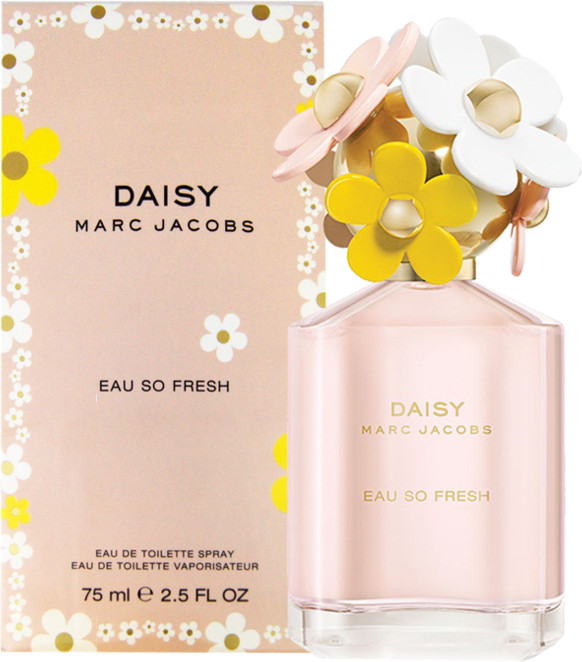 DAISY
MARC JACOBS
EAU SO FRESH
EAU DE TOILETTE SPRAY
EAU DE TOILETTE VAPORISATEUR
75 ml ℮ 2.5 FL OZ
DAISY
MARC JACOBS
EAU SO FRESH